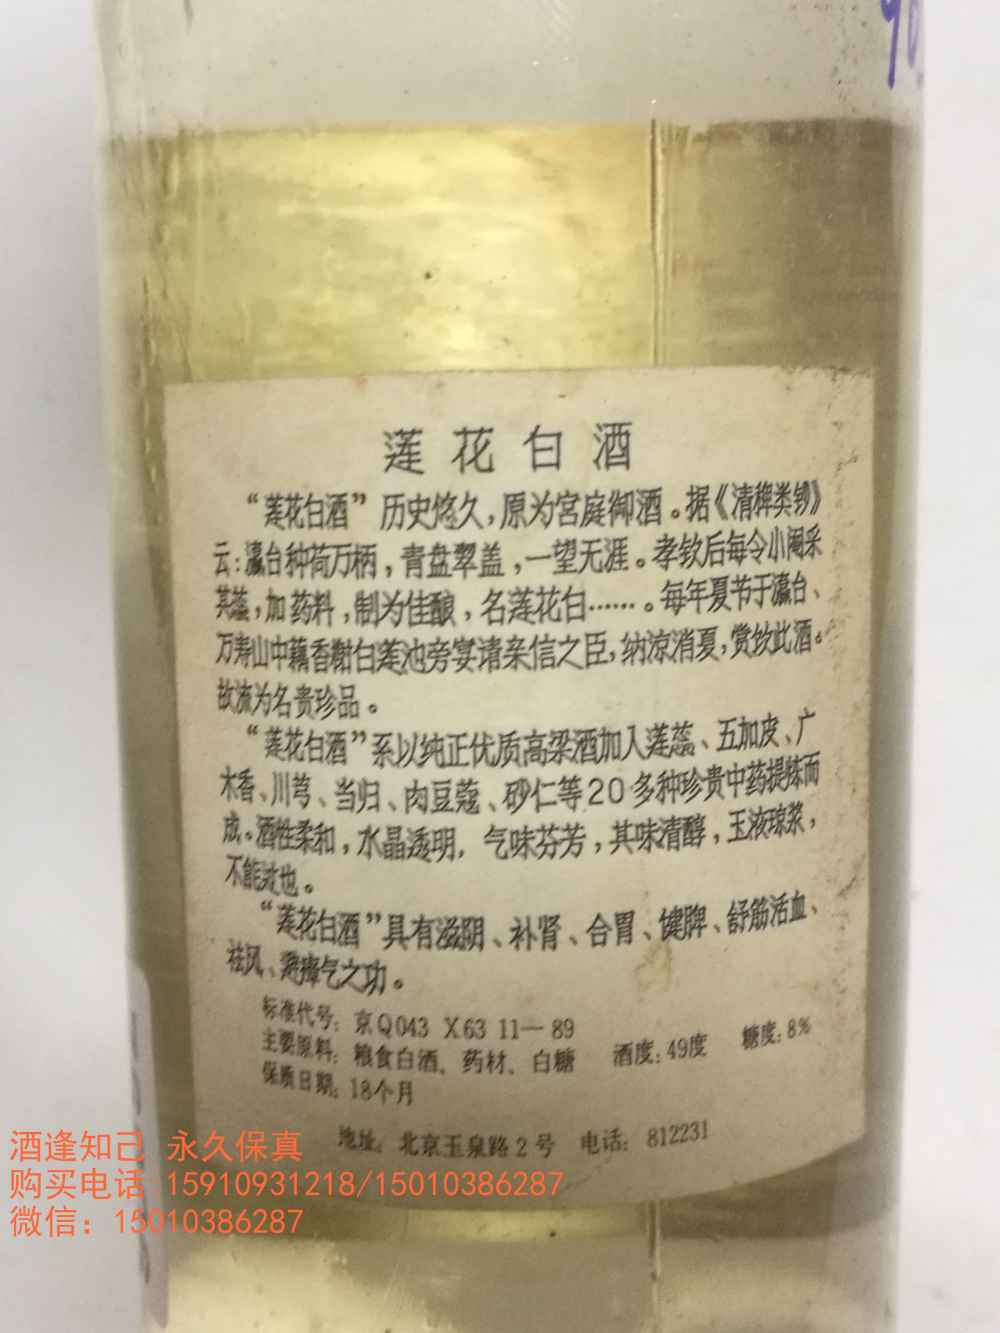 莲花白酒
“莲花白酒”历史悠久,原为宫庭御酒。据《清稗类钞》
云:瀛台种荷万柄,青盘翠盖,一望无涯。孝钦后每令小阉采
其蕊,加药料,制为佳酿,名莲花白……。每年夏节于瀛台、
万寿山中藕香榭白莲池旁宴请亲信之臣,纳凉消夏,赏饮此酒。
故流为名贵珍品。
“莲花白酒”系以纯正优质高梁酒加入莲蕊、五加皮、广
木香、川芎、当归、肉豆蔻、砂仁等20多种珍贵中药提炼而
成。酒性柔和,水晶透明,气味芬芳,其味清醇,玉液琼浆,
不能过也。
“莲花白酒”具有滋阴、补肾、合胃、健脾、舒筋活血、
祛风、避瘴气之功。
标准代号:京Q043 X63 11—89
主要原料:粮食白酒、药材、白糖 酒度:49度 糖度:8%
保质日期:18个月
地址:北京玉泉路2号 电话:812231
酒逢知己 永久保真
购买电话 15910931218/15010386287
微信:15010386287